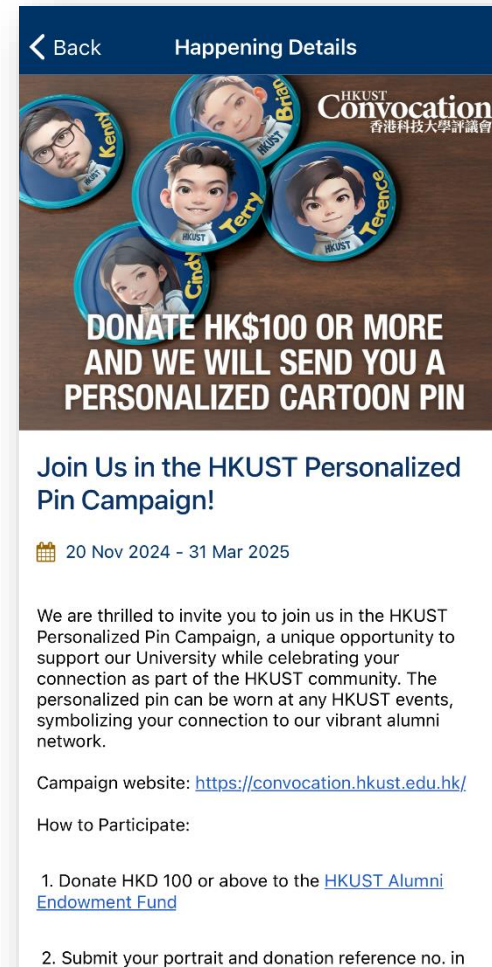 Back
Happening Details
HKUST
Convocation
香港科技大學評議會
Kenny
Brian
HKUST
HKUST
Terry
HKUST
Terence
Cindy
DONATE HK$100 OR MORE
AND WE WILL SEND YOU A
PERSONALIZED CARTOON PIN
Join Us in the HKUST Personalized
Pin Campaign!
20 Nov 2024 - 31 Mar 2025
We are thrilled to invite you to join us in the HKUST
Personalized Pin Campaign, a unique opportunity to
support our University while celebrating your
connection as part of the HKUST community. The
personalized pin can be worn at any HKUST events,
symbolizing your connection to our vibrant alumni
network.
Campaign website: https://convocation.hkust.edu.hk/
How to Participate:
1. Donate HKD 100 or above to the HKUST Alumni
Endowment Fund
2. Submit your portrait and donation reference no. in